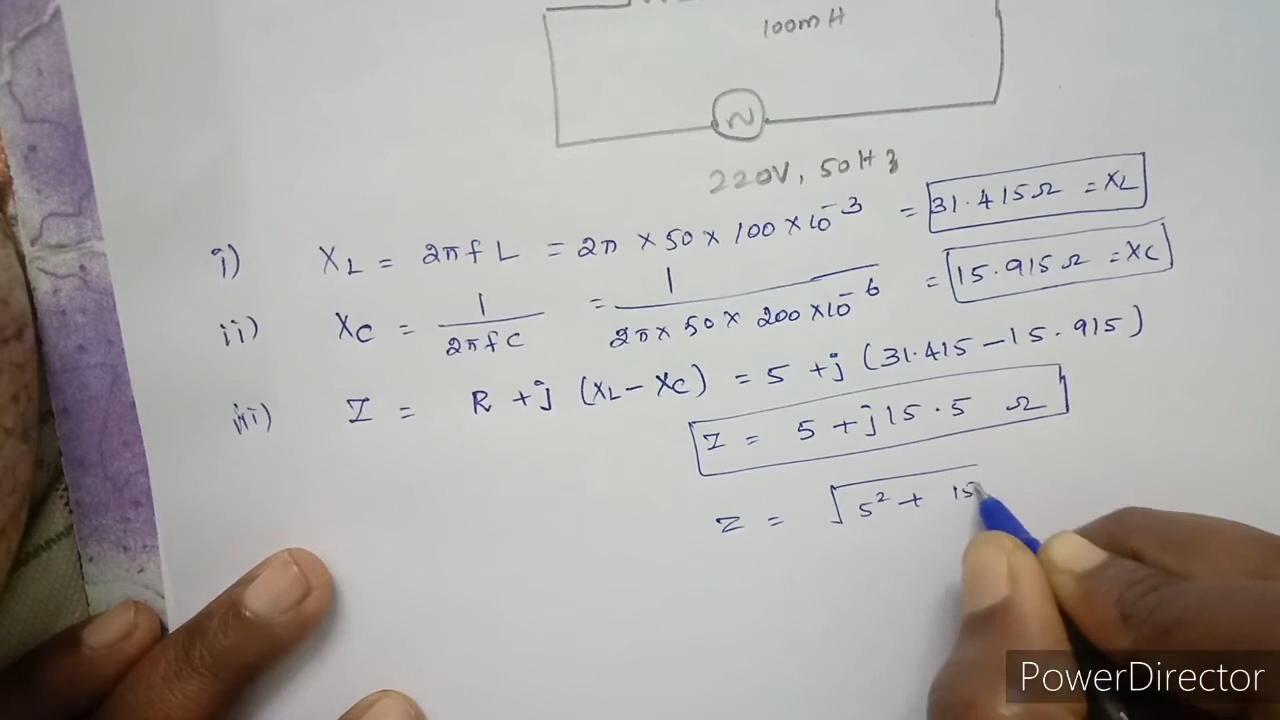 100mH
220V, 50Hz
i) XL = 2πfL = 2π × 50 × 100 × 10⁻³ = 31.415Ω = XL
ii) XC = 1/2πfC = 1/2π × 50 × 200 × 10⁻⁶ = 15.915Ω = XC
iii) Z = R + j (XL - XC) = 5 + j (31.415 - 15.915)
Z = 5 + j15.5 Ω
Z = √5² + 15
PowerDirector